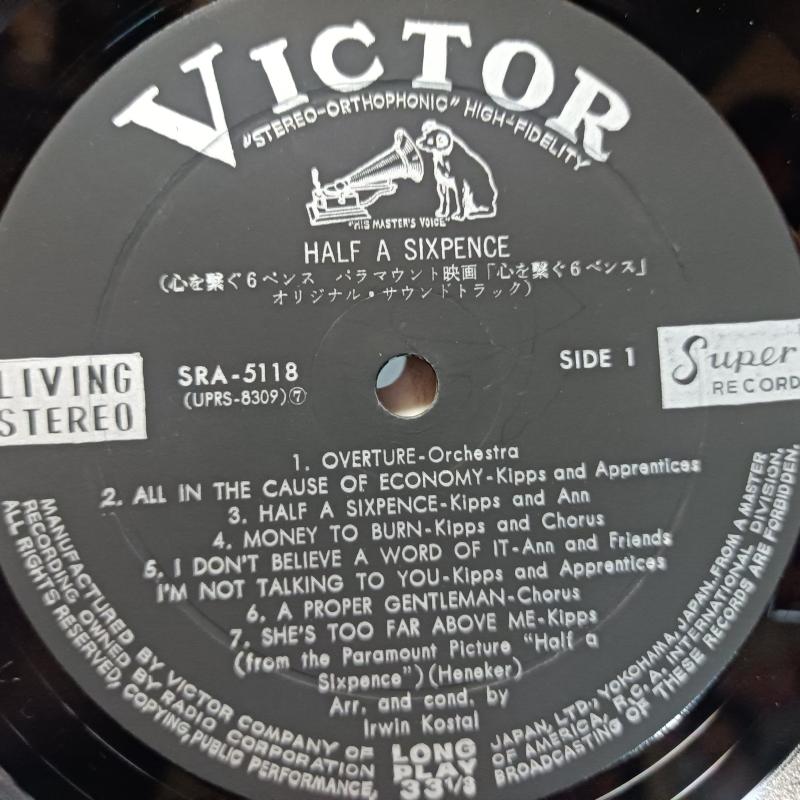 VICTOR
"STEREO-ORTHOPHONIC" HIGH-FIDELITY
"HIS MASTER'S VOICE"
HALF A SIXPENCE
(心を繋ぐ6ペンス パラマウント映画「心を繋ぐ6ペンス」
オリジナル・サウンドトラック)
LIVING
STEREO
SRA-5118
(UPRS-8309)⑦
SIDE 1
Super
RECORD
1. OVERTURE-Orchestra
2. ALL IN THE CAUSE OF ECONOMY-Kipps and Apprentices
3. HALF A SIXPENCE-Kipps and Ann
4. MONEY TO BURN-Kipps and Chorus
5. I DON'T BELIEVE A WORD OF IT-Ann and Friends
I'M NOT TALKING TO YOU-Kipps and Apprentices
6. A PROPER GENTLEMAN-Chorus
7. SHE'S TOO FAR ABOVE ME-Kipps
(from the Paramount Picture "Half a
Sixpence")(Heneker)
Arr. and cond. by
Irwin Kostal
LONG
PLAY
33 1/3
MANUFACTURED BY VICTOR COMPANY OF JAPAN, LTD., YOKOHAMA, JAPAN. FROM A MASTER
RECORDING OWNED BY RADIO CORPORATION OF AMERICA, R.C.A. INTERNATIONAL DIVISION,
ALL RIGHTS RESERVED, COPYING, PUBLIC PERFORMANCE, BROADCASTING OF THESE RECORDS ARE FORBIDDEN.